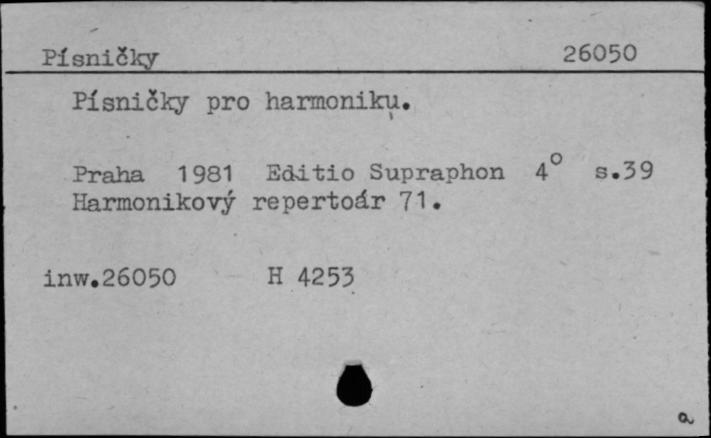 Písničky 26050
Písničky pro harmoniku.
Praha 1981 Editio Supraphon 4° s.39
Harmonikový repertoár 71.
inw.26050 H 4253
a